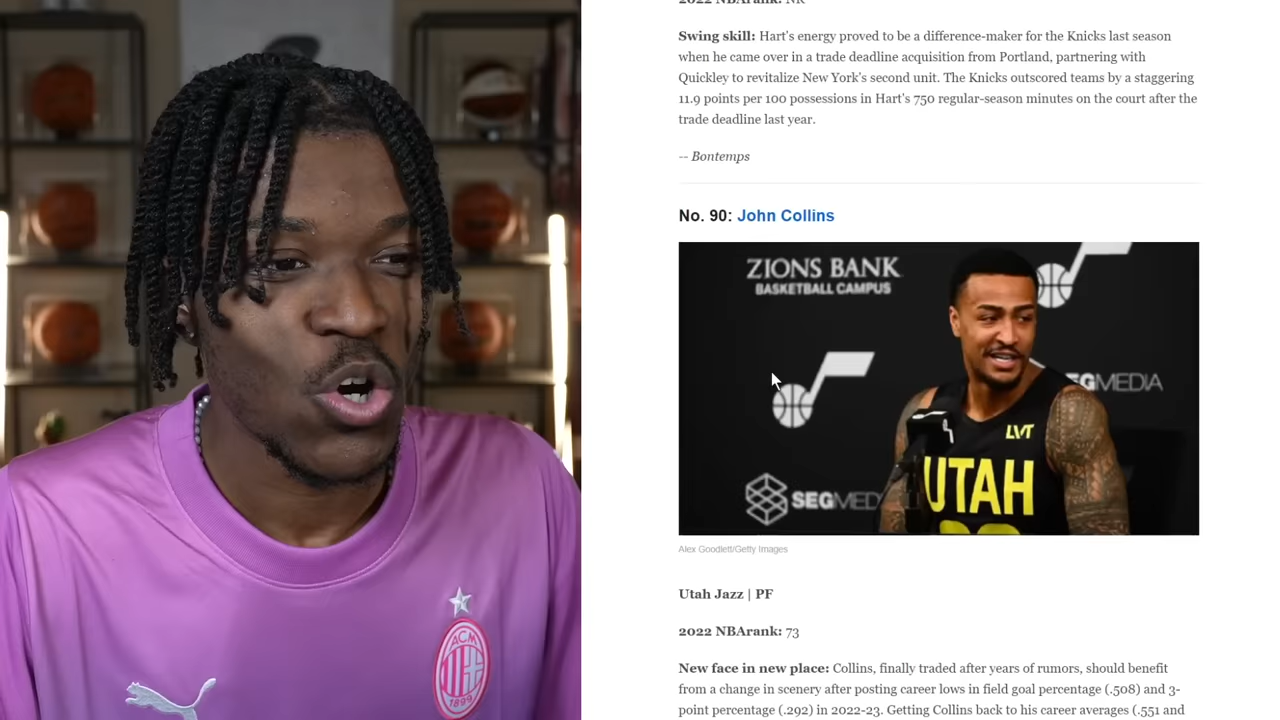 2022 NBArank: NR
Swing skill: Hart's energy proved to be a difference-maker for the Knicks last season
when he came over in a trade deadline acquisition from Portland, partnering with
Quickley to revitalize New York's second unit. The Knicks outscored teams by a staggering
11.9 points per 100 possessions in Hart's 750 regular-season minutes on the court after the
trade deadline last year.
-- Bontemps
No. 90: John Collins
ZIONS BANK
BASKETBALL CAMPUS
EGMEDIA
LVT
UTAH
SEGMED
Alex Goodlett/Getty Images
Utah Jazz | PF
2022 NBArank: 73
New face in new place: Collins, finally traded after years of rumors, should benefit
from a change in scenery after posting career lows in field goal percentage (.508) and 3-
point percentage (.292) in 2022-23. Getting Collins back to his career averages (.551 and
ACM
1899